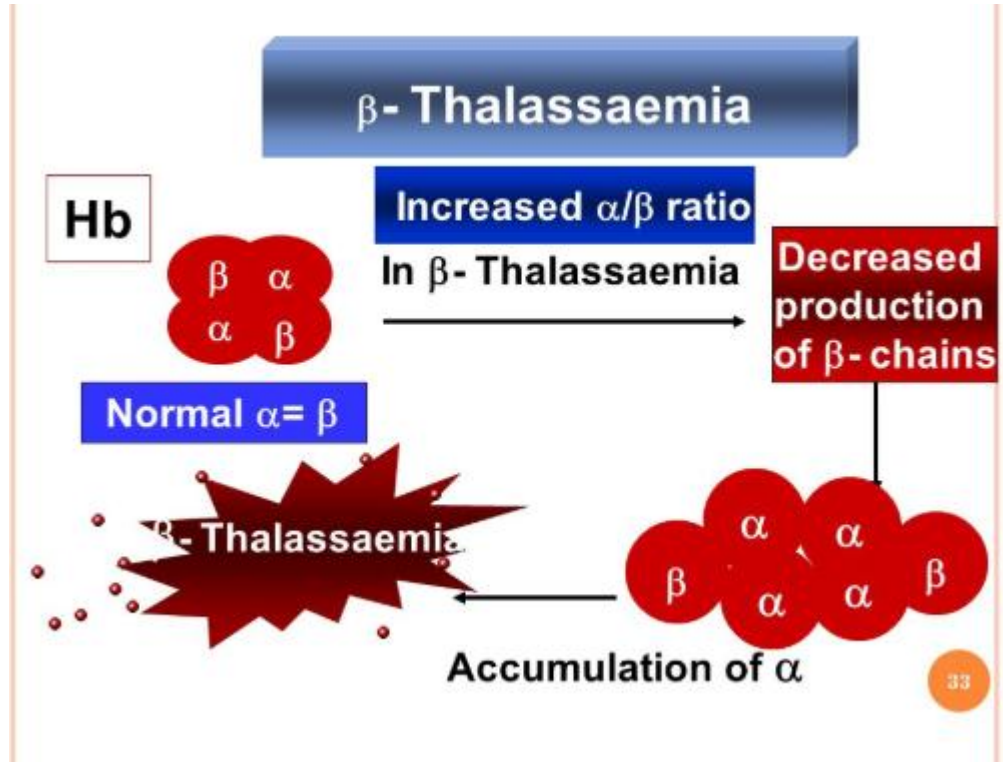 β- Thalassaemia
Hb
Increased α/β ratio
In β- Thalassaemia
Decreased
production
of β- chains
β α
α β
Normal α= β
β- Thalassaemia
α α
β β
α α
Accumulation of α
33